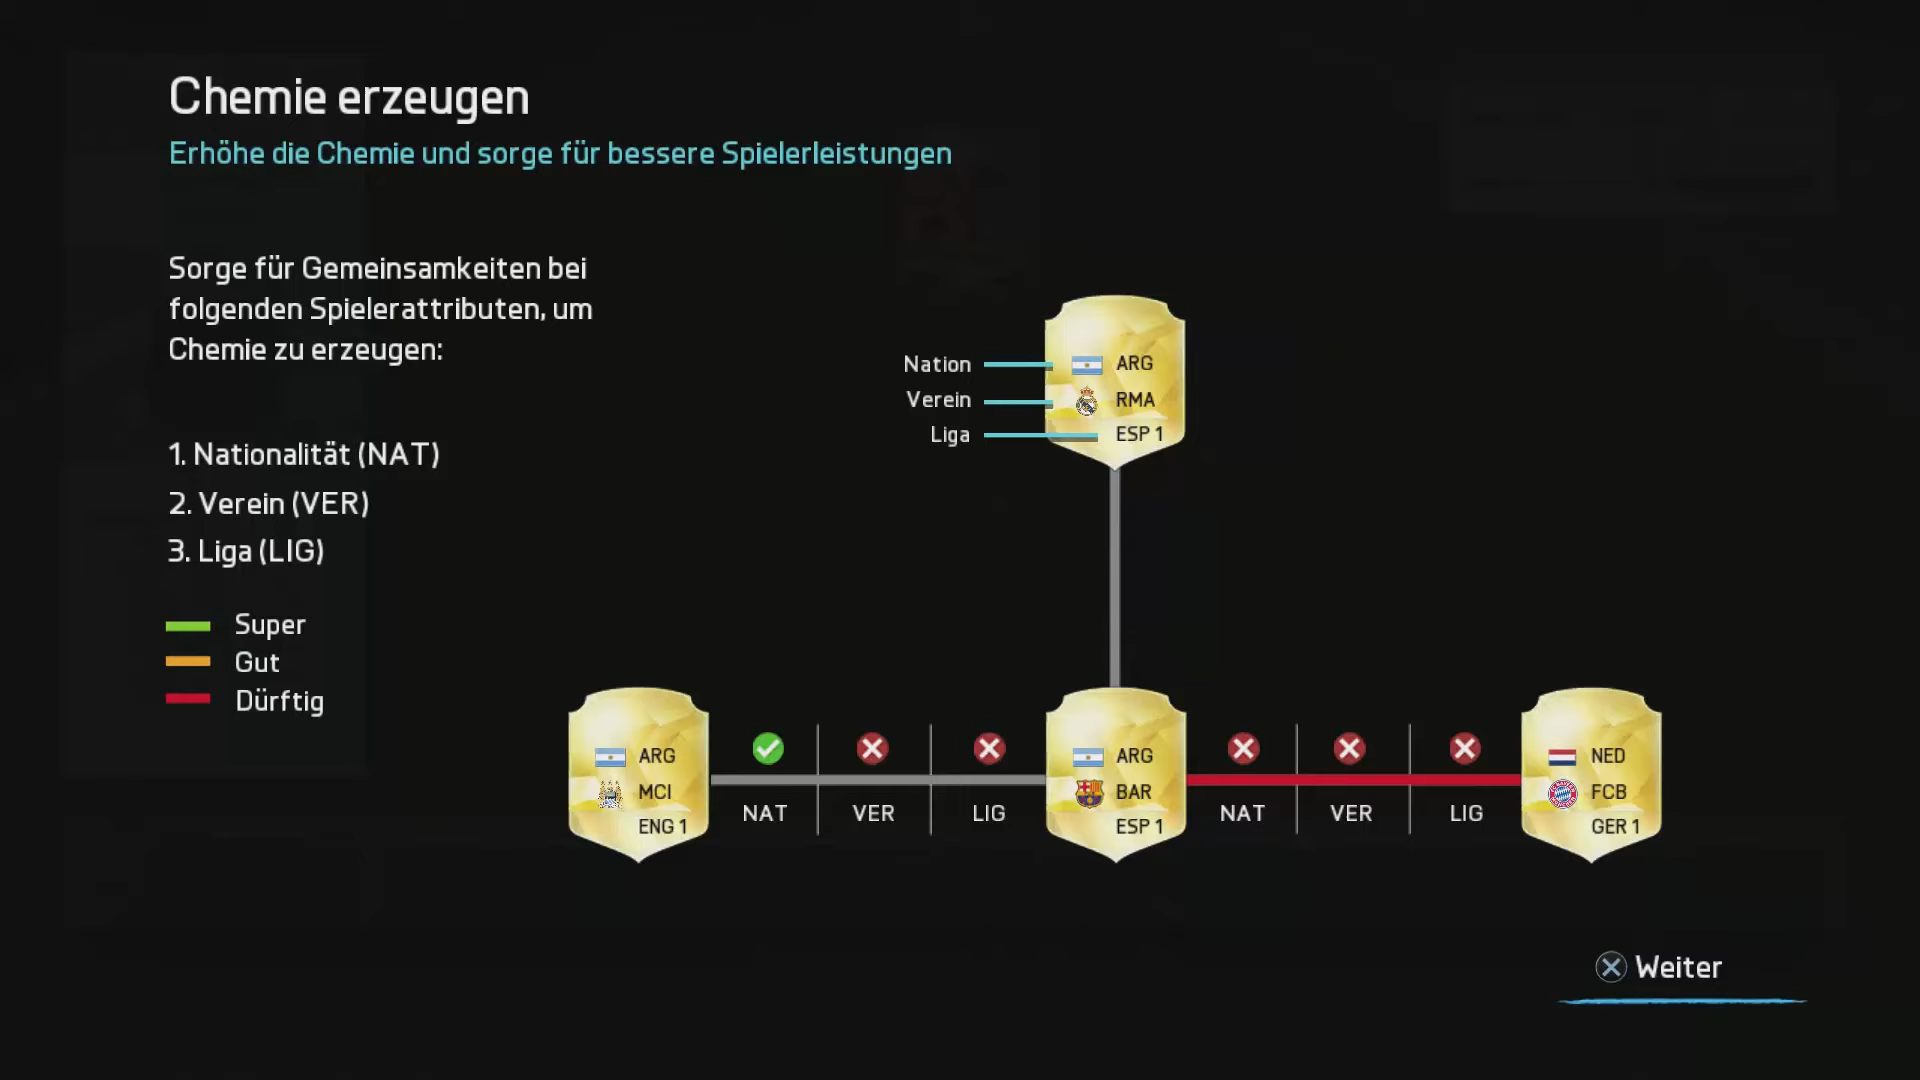 Chemie erzeugen
Erhöhe die Chemie und sorge für bessere Spielerleistungen
Sorge für Gemeinsamkeiten bei
folgenden Spielerattributen, um
Chemie zu erzeugen:
1. Nationalität (NAT)
2. Verein (VER)
3. Liga (LIG)
Super
Gut
Dürftig
Nation
Verein
Liga
ARG
RMA
ESP 1
ARG
MCI
ENG 1
NAT
VER
LIG
ARG
BAR
ESP 1
NAT
VER
LIG
NED
FCB
GER 1
Weiter